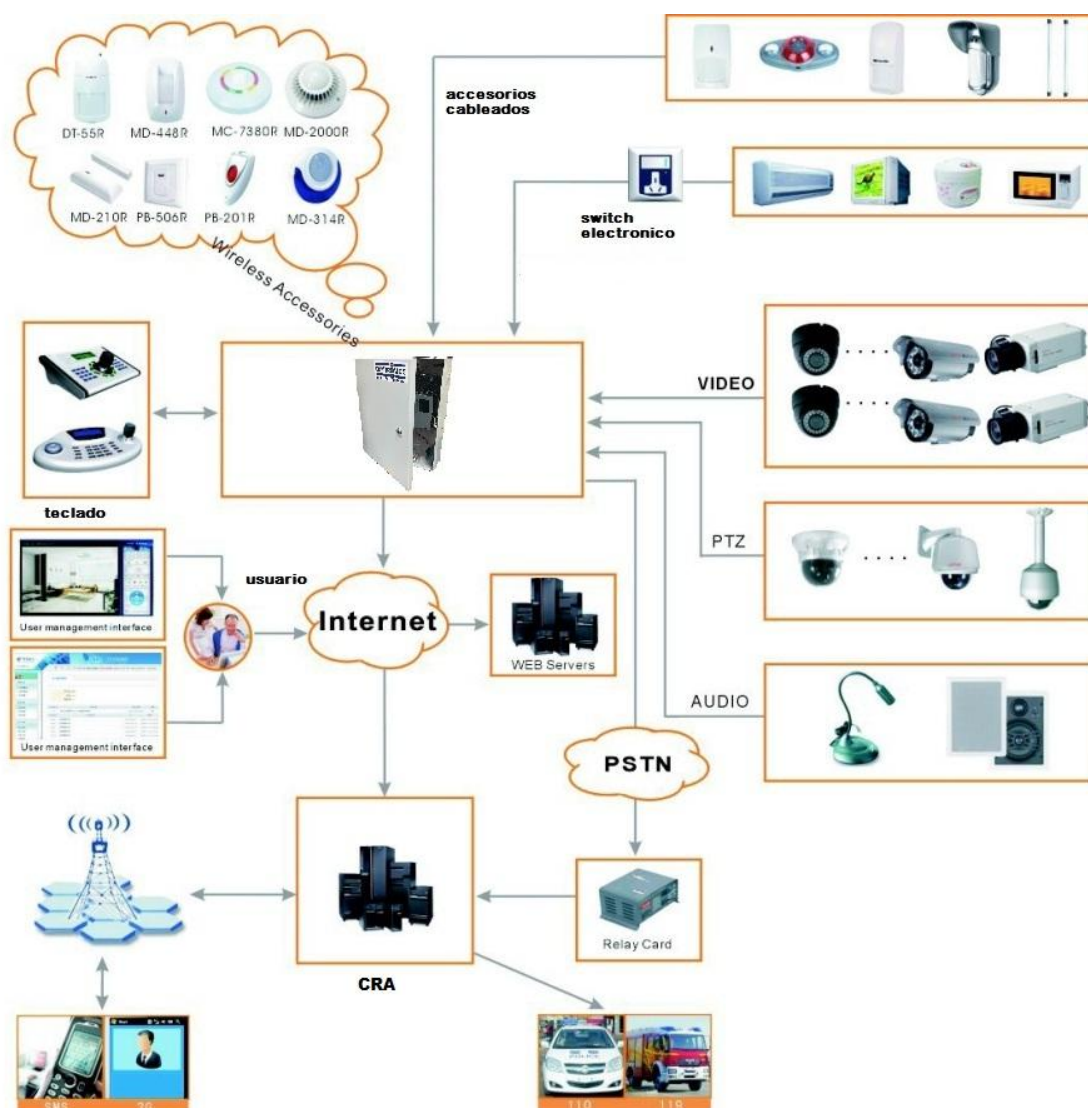 DT-55R MD-448R MC-7380R MD-2000R
MD-210R PB-506R PB-201R MD-314R
Wireless Accessories
accesorios
cableados
switch
electronico
teclado
VIDEO
PTZ
AUDIO
User management interface
User management interface
usuario
Internet
WEB Servers
PSTN
Relay Card
CRA
SMS
POLICE
110 119